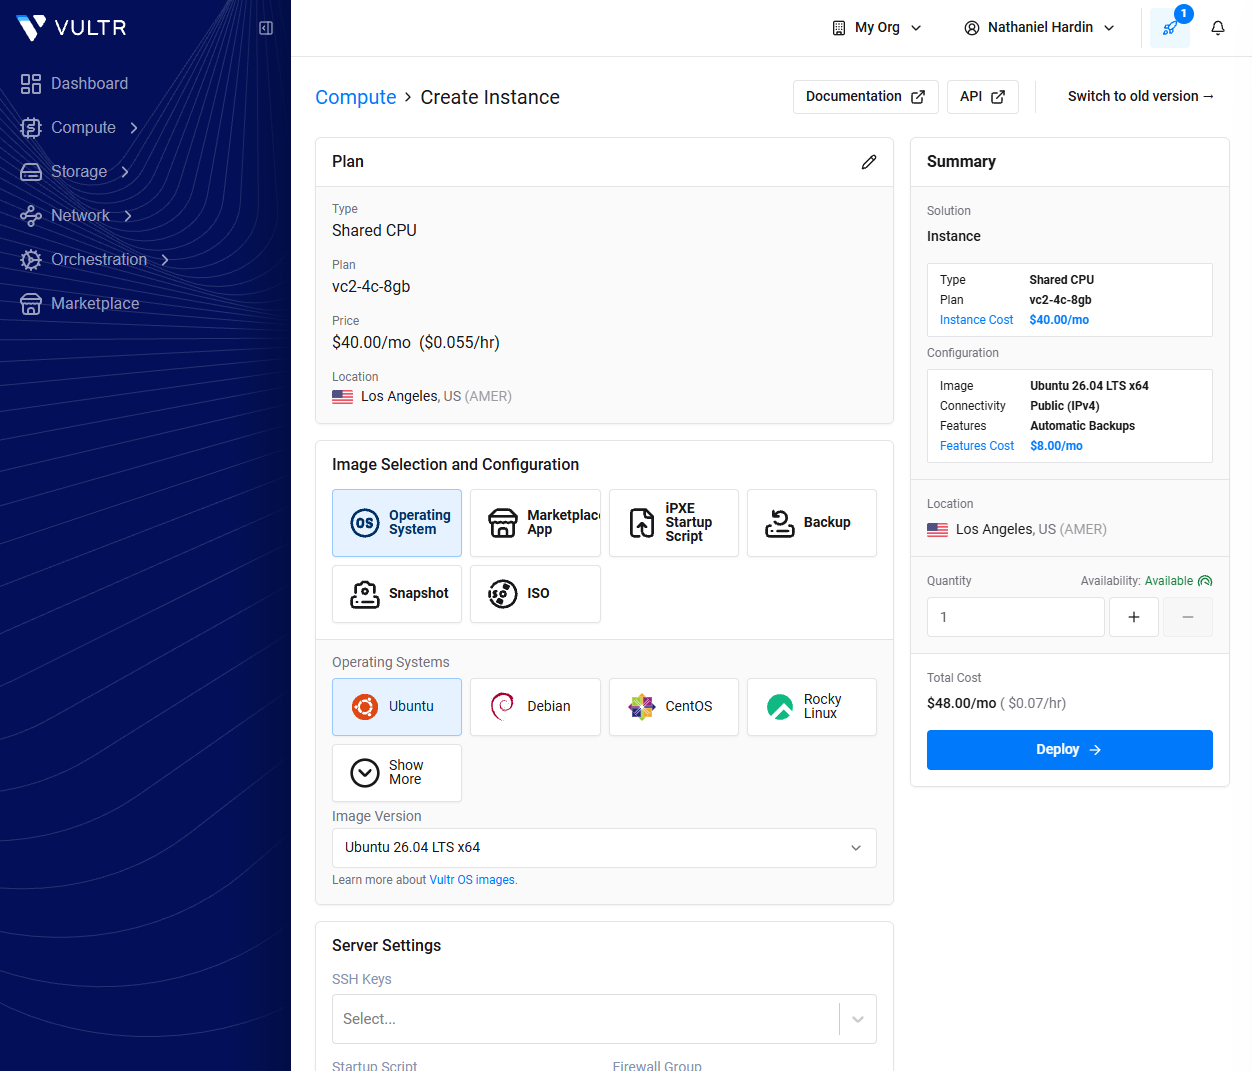 VULTR
My Org
Nathaniel Hardin
1
Dashboard
Compute
Storage
Network
Orchestration
Marketplace
Compute > Create Instance
Documentation
API
Switch to old version →
Plan
Type
Shared CPU
Plan
vc2-4c-8gb
Price
$40.00/mo ($0.055/hr)
Location
Los Angeles, US (AMER)
Image Selection and Configuration
OS
Operating
System
Marketplace
App
iPXE
Startup
Script
Backup
Snapshot
ISO
ISO
Operating Systems
Ubuntu
Debian
CentOS
Rocky
Linux
Show
More
Image Version
Ubuntu 26.04 LTS x64
Learn more about Vultr OS images.
Server Settings
SSH Keys
Select...
Startup Script
Firewall Group
Summary
Solution
Instance
Type Shared CPU
Plan vc2-4c-8gb
Instance Cost $40.00/mo
Configuration
Image Ubuntu 26.04 LTS x64
Connectivity Public (IPv4)
Features Automatic Backups
Features Cost $8.00/mo
Location
Los Angeles, US (AMER)
Quantity
Availability: Available
1
+
−
Total Cost
$48.00/mo ( $0.07/hr)
Deploy →